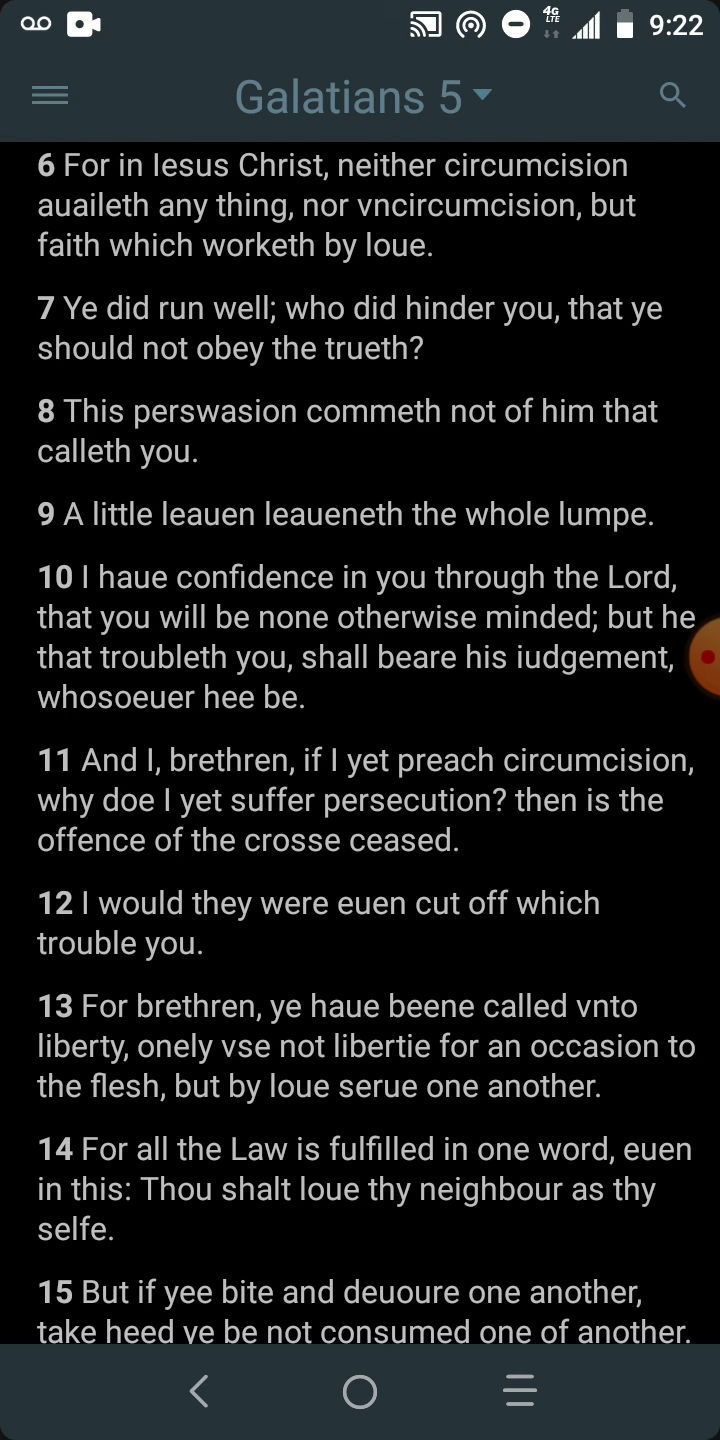 4G
LTE
9:22
Galatians 5
6 For in Iesus Christ, neither circumcision
auaileth any thing, nor vncircumcision, but
faith which worketh by loue.
7 Ye did run well; who did hinder you, that ye
should not obey the trueth?
8 This perswasion commeth not of him that
calleth you.
9 A little leauen leaueneth the whole lumpe.
10 I haue confidence in you through the Lord,
that you will be none otherwise minded; but he
that troubleth you, shall beare his iudgement,
whosoeuer hee be.
11 And I, brethren, if I yet preach circumcision,
why doe I yet suffer persecution? then is the
offence of the crosse ceased.
12 I would they were euen cut off which
trouble you.
13 For brethren, ye haue beene called vnto
liberty, onely vse not libertie for an occasion to
the flesh, but by loue serue one another.
14 For all the Law is fulfilled in one word, euen
in this: Thou shalt loue thy neighbour as thy
selfe.
15 But if yee bite and deuoure one another,
take heed ye be not consumed one of another.